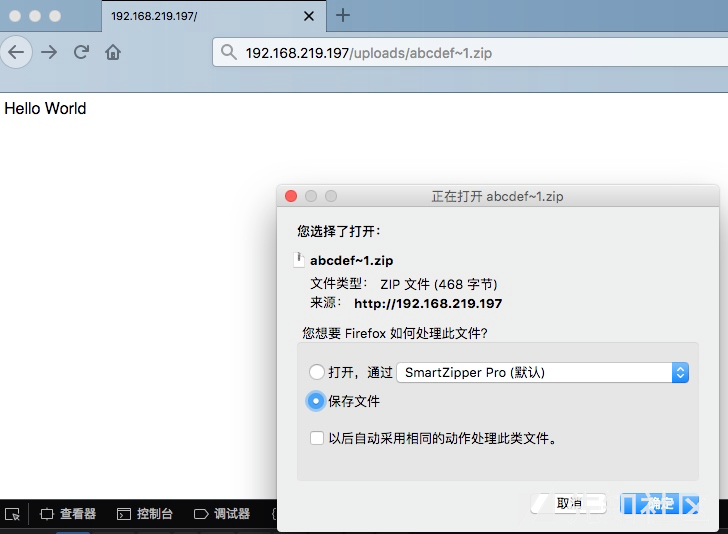 192.168.219.197/
192.168.219.197/uploads/abcdef~1.zip
Hello World
正在打开 abcdef~1.zip
您选择了打开：
abcdef~1.zip
文件类型： ZIP 文件 (468 字节)
来源： http://192.168.219.197
您想要 Firefox 如何处理此文件?
打开，通过 SmartZipper Pro (默认)
保存文件
以后自动采用相同的动作处理此类文件。
取消 确定
查看器 控制台 调试器